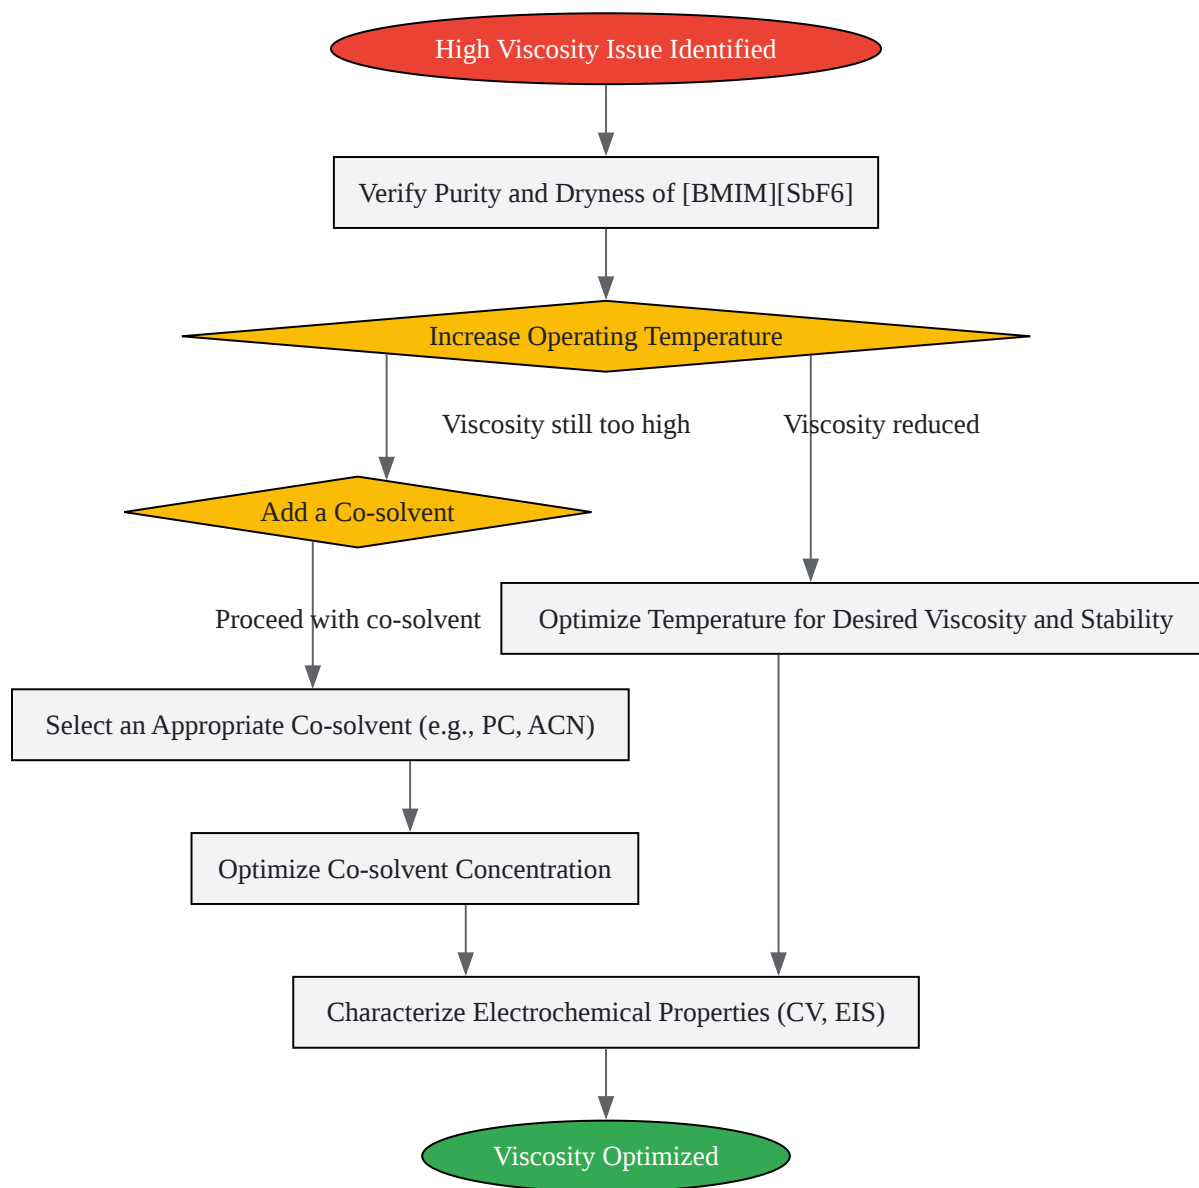 High Viscosity Issue Identified
Verify Purity and Dryness of [BMIM][SbF6]
Increase Operating Temperature
Viscosity still too high
Viscosity reduced
Add a Co-solvent
Proceed with co-solvent
Optimize Temperature for Desired Viscosity and Stability
Select an Appropriate Co-solvent (e.g., PC, ACN)
Optimize Co-solvent Concentration
Characterize Electrochemical Properties (CV, EIS)
Viscosity Optimized